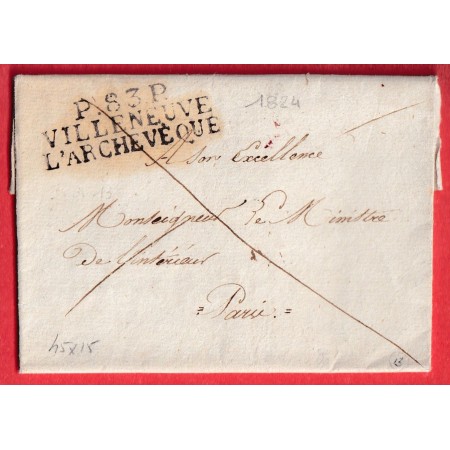 P. 83. P.
VILLENEUVE
L'ARCHEVÊQUE
1824
A Son Excellence
Monseigneur Le Ministre
De L'intérieur
= Paris. =
45x15